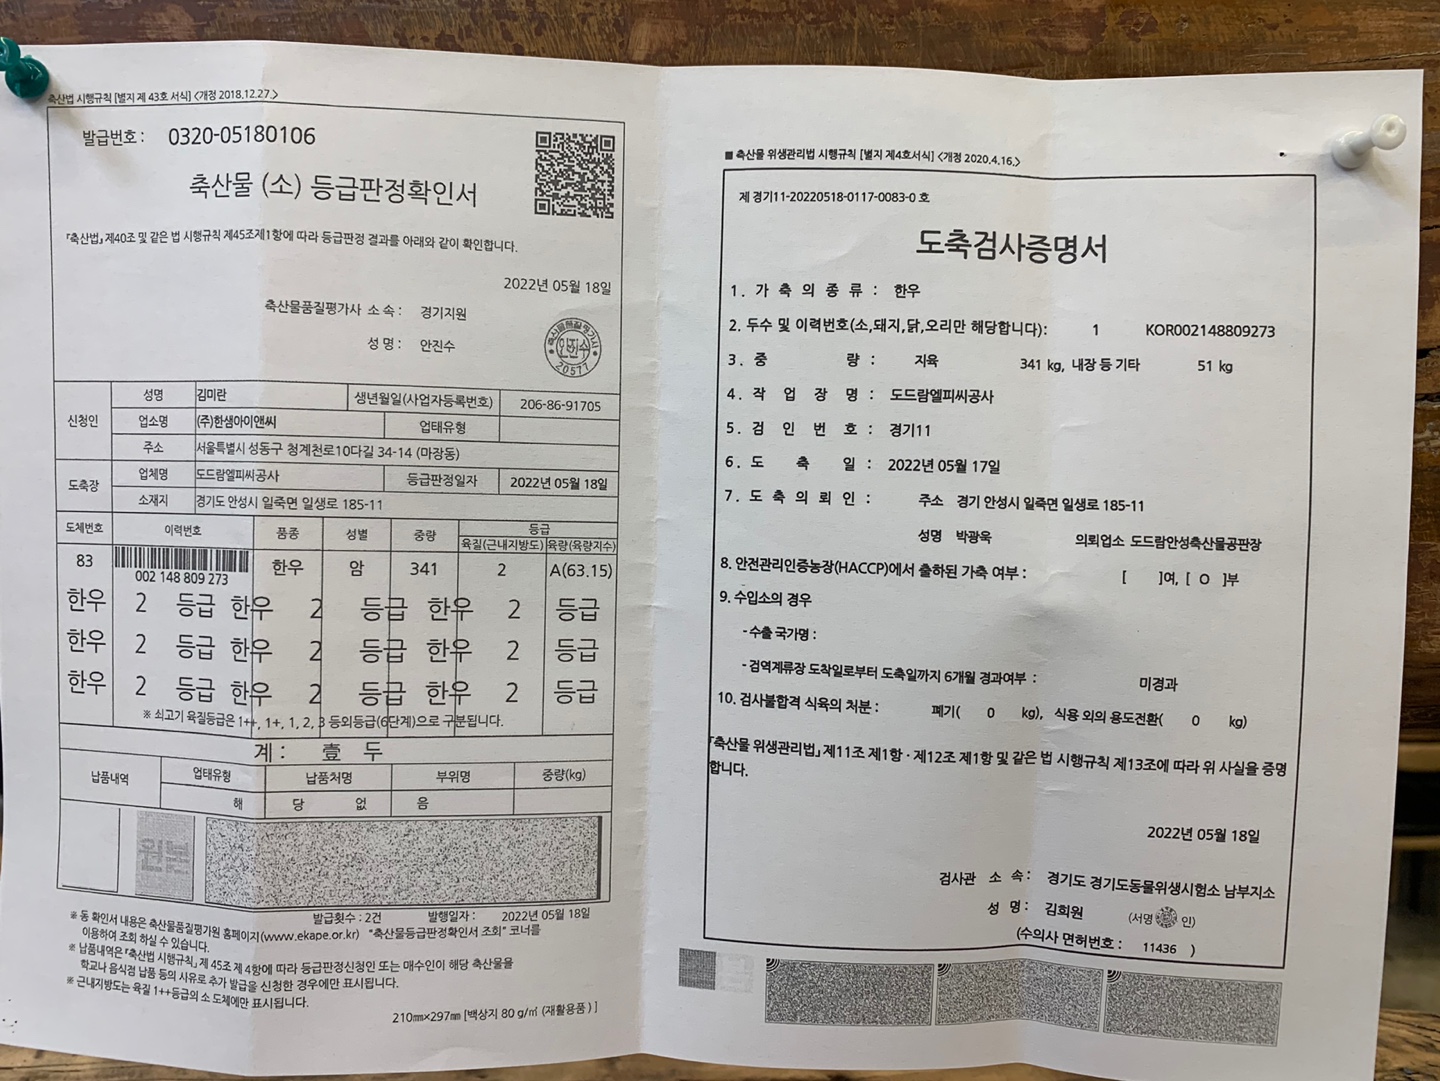 축산법 시행규칙 [별지 제 43호 서식] <개정 2018.12.27.>
발급번호 : 0320-05180106
축산물 (소) 등급판정확인서
「축산법」 제40조 및 같은 법 시행규칙 제45조제1항에 따라 등급판정 결과를 아래와 같이 확인합니다.
2022년 05월 18일
축산물품질평가사 소 속 : 경기지원
성 명 : 안진수
20577
신청인
성명 김미란 생년월일(사업자등록번호) 206-86-91705
업소명 (주)한샘아이앤씨 업태유형
주소 서울특별시 성동구 청계천로10다길 34-14 (마장동)
도축장
업체명 도드람엘피씨공사 등급판정일자 2022년 05월 18일
소재지 경기도 안성시 일죽면 일생로 185-11
도체번호 이력번호 품종 성별 중량 등급
육질(근내지방도) 육량(육량지수)
83 002 148 809 273 한우 암 341 2 A(63.15)
한우 2 등급 한우 2 등급 한우 2 등급
한우 2 등급 한우 2 등급 한우 2 등급
한우 2 등급 한우 2 등급 한우 2 등급
※ 쇠고기 육질등급은 1++, 1+, 1, 2, 3 등외등급(6단계)으로 구분됩니다.
계 : 壹 두
납품내역 업태유형 납품처명 부위명 중량(kg)
해 당 없 음
발급횟수 : 2건 발행일자 : 2022년 05월 18일
※ 동 확인서 내용은 축산물품질평가원 홈페이지(www.ekape.or.kr) "축산물등급판정확인서 조회" 코너를
이용하여 조회 하실 수 있습니다.
※ 납품내역은 「축산법 시행규칙」 제 45조 제 4항에 따라 등급판정신청인 또는 매수인이 해당 축산물을
학교나 음식점 납품 등의 사유로 추가 발급을 신청한 경우에만 표시됩니다.
※ 근내지방도는 육질 1++등급의 소 도체에만 표시됩니다.
210㎜×297㎜ [백상지 80 g/㎡ (재활용품) ]
■ 축산물 위생관리법 시행규칙 [별지 제4호서식] <개정 2020.4.16.>
제 경기11-20220518-0117-0083-0 호
도축검사증명서
1. 가 축 의 종 류 : 한우
2. 두수 및 이력번호(소,돼지,닭,오리만 해당합니다): 1 KOR002148809273
3. 중 량 : 지육 341 kg, 내장 등 기타 51 kg
4. 작 업 장 명 : 도드람엘피씨공사
5. 검 인 번 호 : 경기11
6. 도 축 일 : 2022년 05월 17일
7. 도 축 의 뢰 인 : 주소 경기 안성시 일죽면 일생로 185-11
성명 박광욱 의뢰업소 도드람안성축산물공판장
8. 안전관리인증농장(HACCP)에서 출하된 가축 여부 : [ ]여, [ O ]부
9. 수입소의 경우
- 수출 국가명 :
- 검역계류장 도착일로부터 도축일까지 6개월 경과여부 : 미경과
10. 검사불합격 식육의 처분 : 폐기( 0 kg), 식용 외의 용도전환( 0 kg)
「축산물 위생관리법」 제11조 제1항 · 제12조 제1항 및 같은 법 시행규칙 제13조에 따라 위 사실을 증명
합니다.
2022년 05월 18일
검사관 소 속 : 경기도 경기도동물위생시험소 남부지소
성 명 : 김희원 (서명 인)
(수의사 면허번호 : 11436 )